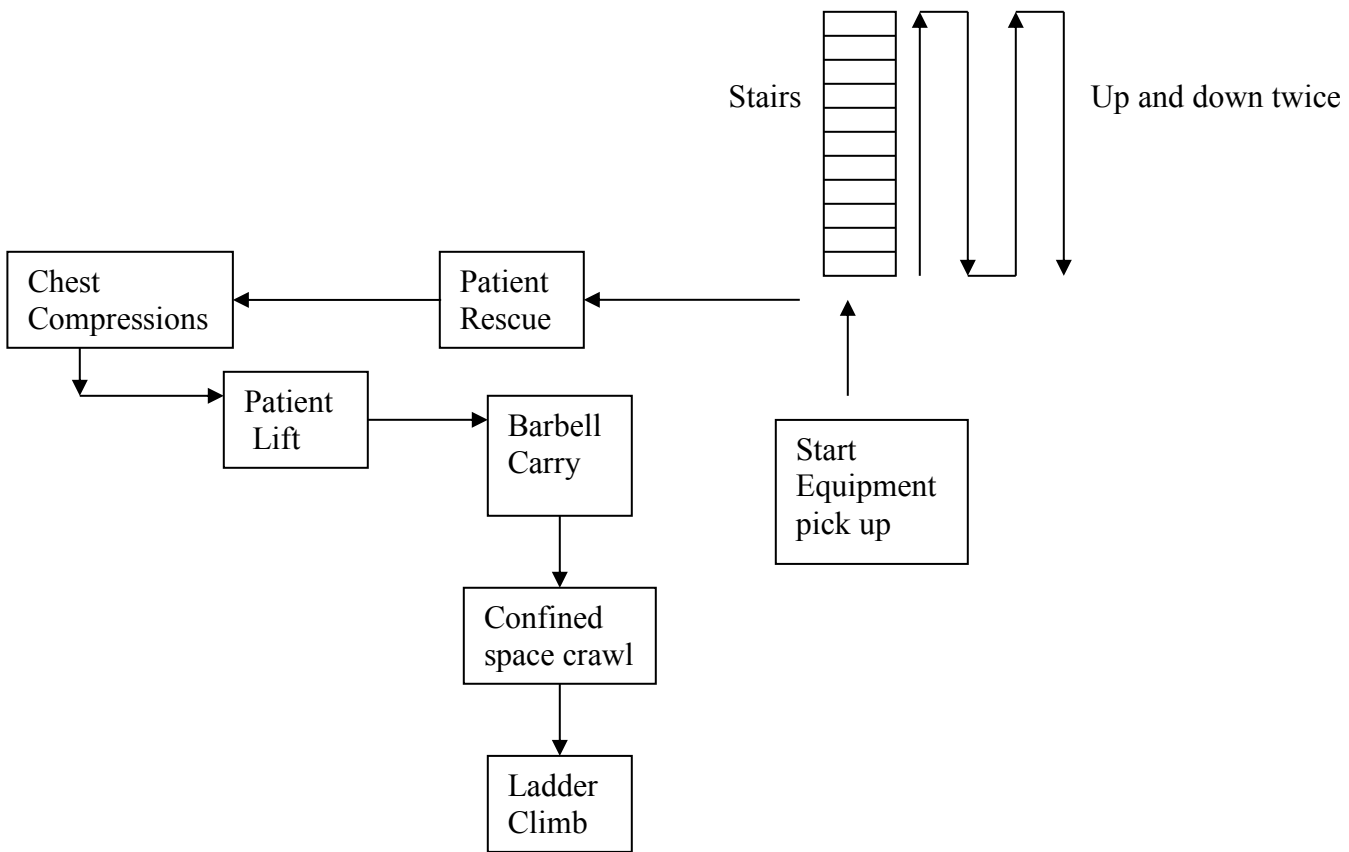 Stairs
Up and down twice
Chest
Compressions
Patient
Rescue
Patient
Lift
Barbell
Carry
Start
Equipment
pick up
Confined
space crawl
Ladder
Climb